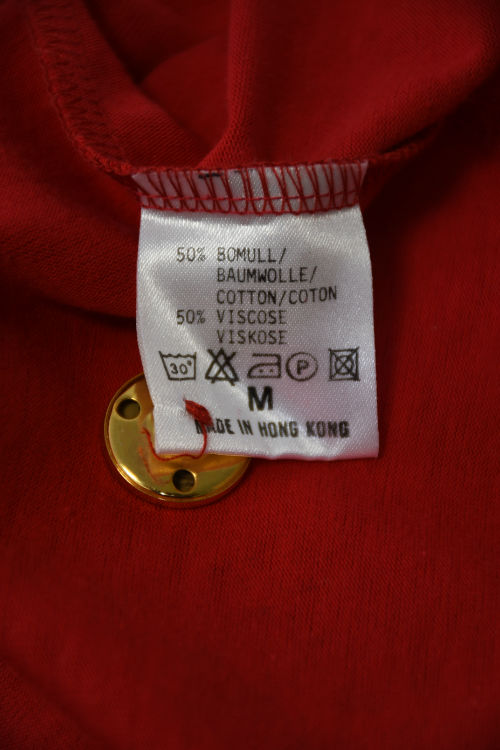 50% BOMULL/
BAUMWOLLE/
COTTON/COTON
50% VISCOSE
VISKOSE
30° P
M
MADE IN HONG KONG